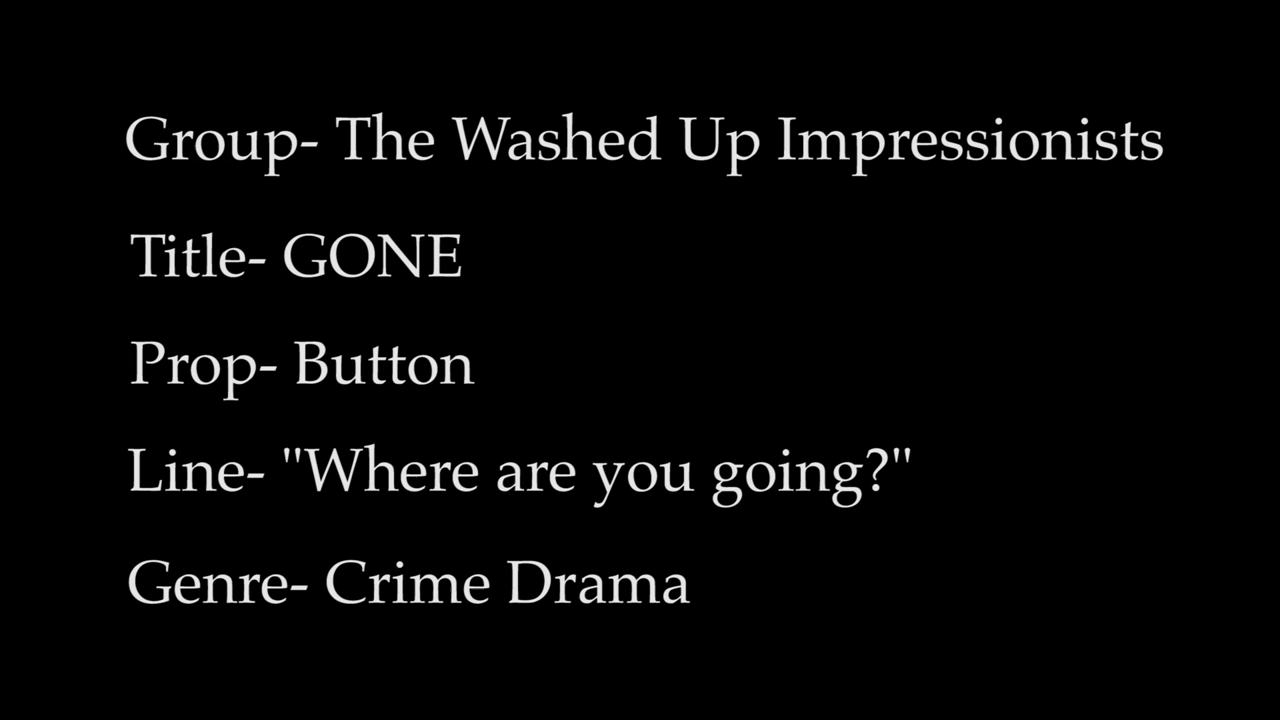 Group- The Washed Up Impressionists
Title- GONE
Prop- Button
Line- "Where are you going?"
Genre- Crime Drama